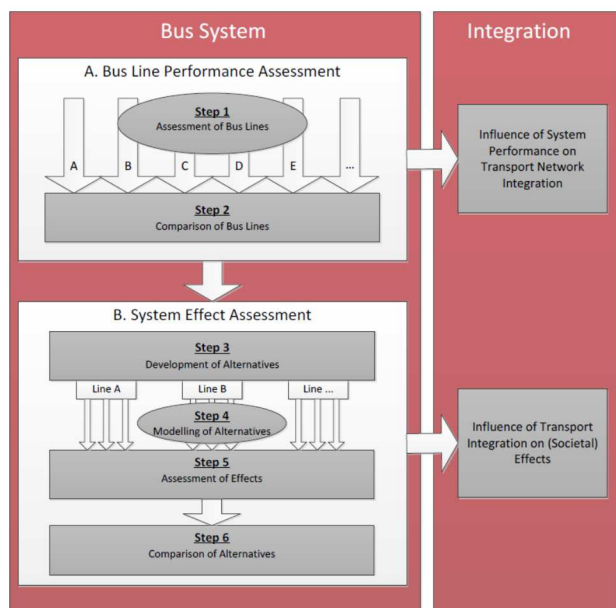 Bus System
Integration
A. Bus Line Performance Assessment
Step 1
Assessment of Bus Lines
A
B
C
D
E
...
Step 2
Comparison of Bus Lines
Influence of System
Performance on
Transport Network
Integration
B. System Effect Assessment
Step 3
Development of Alternatives
Line A
Line B
Line ...
Step 4
Modelling of Alternatives
Step 5
Assessment of Effects
Step 6
Comparison of Alternatives
Influence of Transport
Integration on (Societal)
Effects